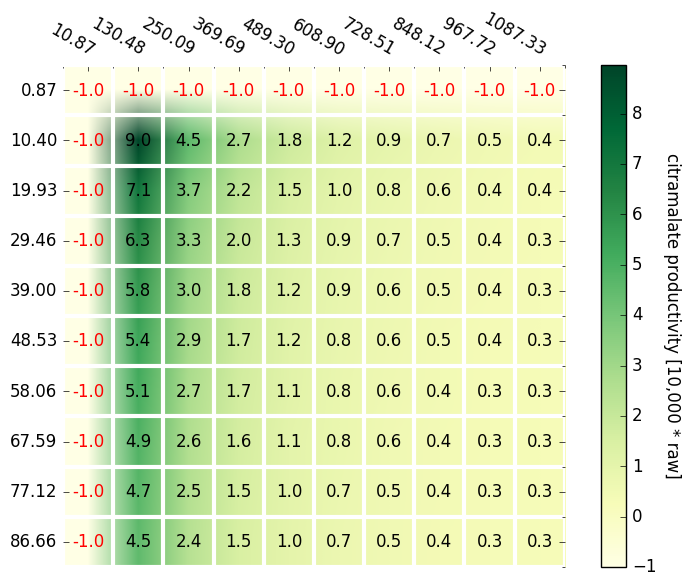 10.87 130.48 250.09 369.69 489.30 608.90 728.51 848.12 967.72 1087.33
0.87 -1.0 -1.0 -1.0 -1.0 -1.0 -1.0 -1.0 -1.0 -1.0 -1.0
10.40 -1.0 9.0 4.5 2.7 1.8 1.2 0.9 0.7 0.5 0.4
19.93 -1.0 7.1 3.7 2.2 1.5 1.0 0.8 0.6 0.4 0.4
29.46 -1.0 6.3 3.3 2.0 1.3 0.9 0.7 0.5 0.4 0.3
39.00 -1.0 5.8 3.0 1.8 1.2 0.9 0.6 0.5 0.4 0.3
48.53 -1.0 5.4 2.9 1.7 1.2 0.8 0.6 0.5 0.4 0.3
58.06 -1.0 5.1 2.7 1.7 1.1 0.8 0.6 0.4 0.3 0.3
67.59 -1.0 4.9 2.6 1.6 1.1 0.8 0.6 0.4 0.3 0.3
77.12 -1.0 4.7 2.5 1.5 1.0 0.7 0.5 0.4 0.3 0.3
86.66 -1.0 4.5 2.4 1.5 1.0 0.7 0.5 0.4 0.3 0.3
8
7
6
5
4
3
2
1
0
−1
citramalate productivity [10,000 * raw]